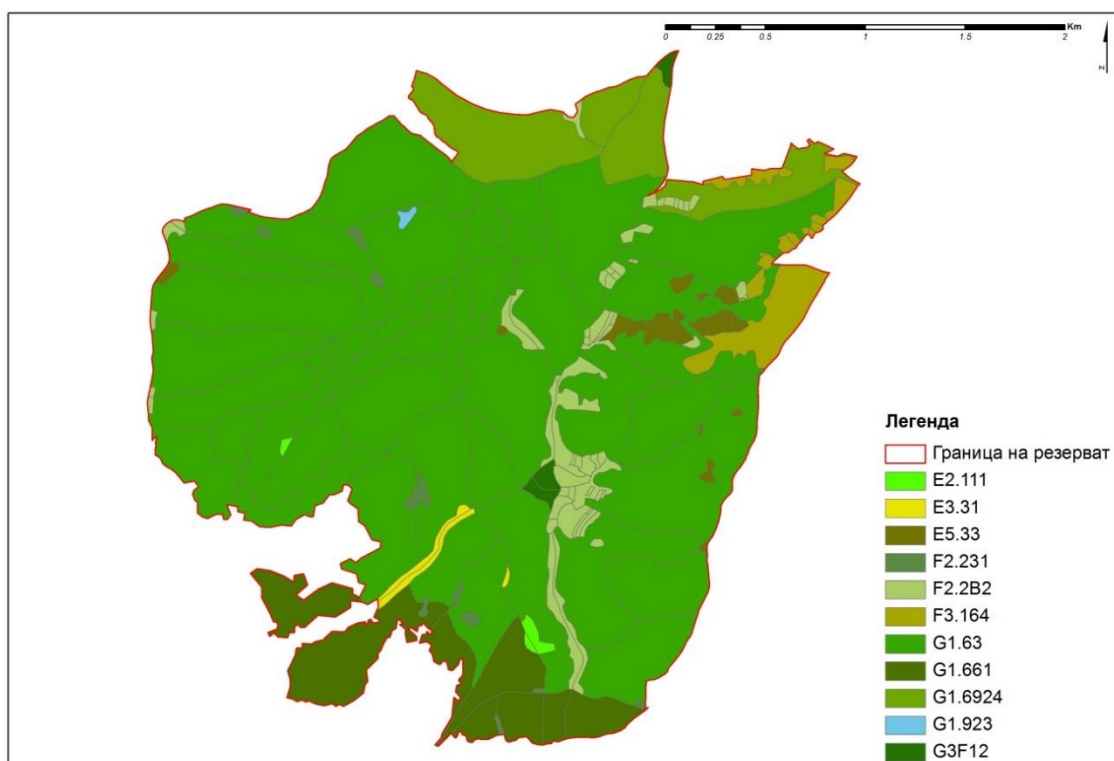 Km
0 0.25 0.5 1 1.5 2
z
Легенда
Граница на резерват
E2.111
E3.31
E5.33
F2.231
F2.2B2
F3.164
G1.63
G1.661
G1.6924
G1.923
G3F12